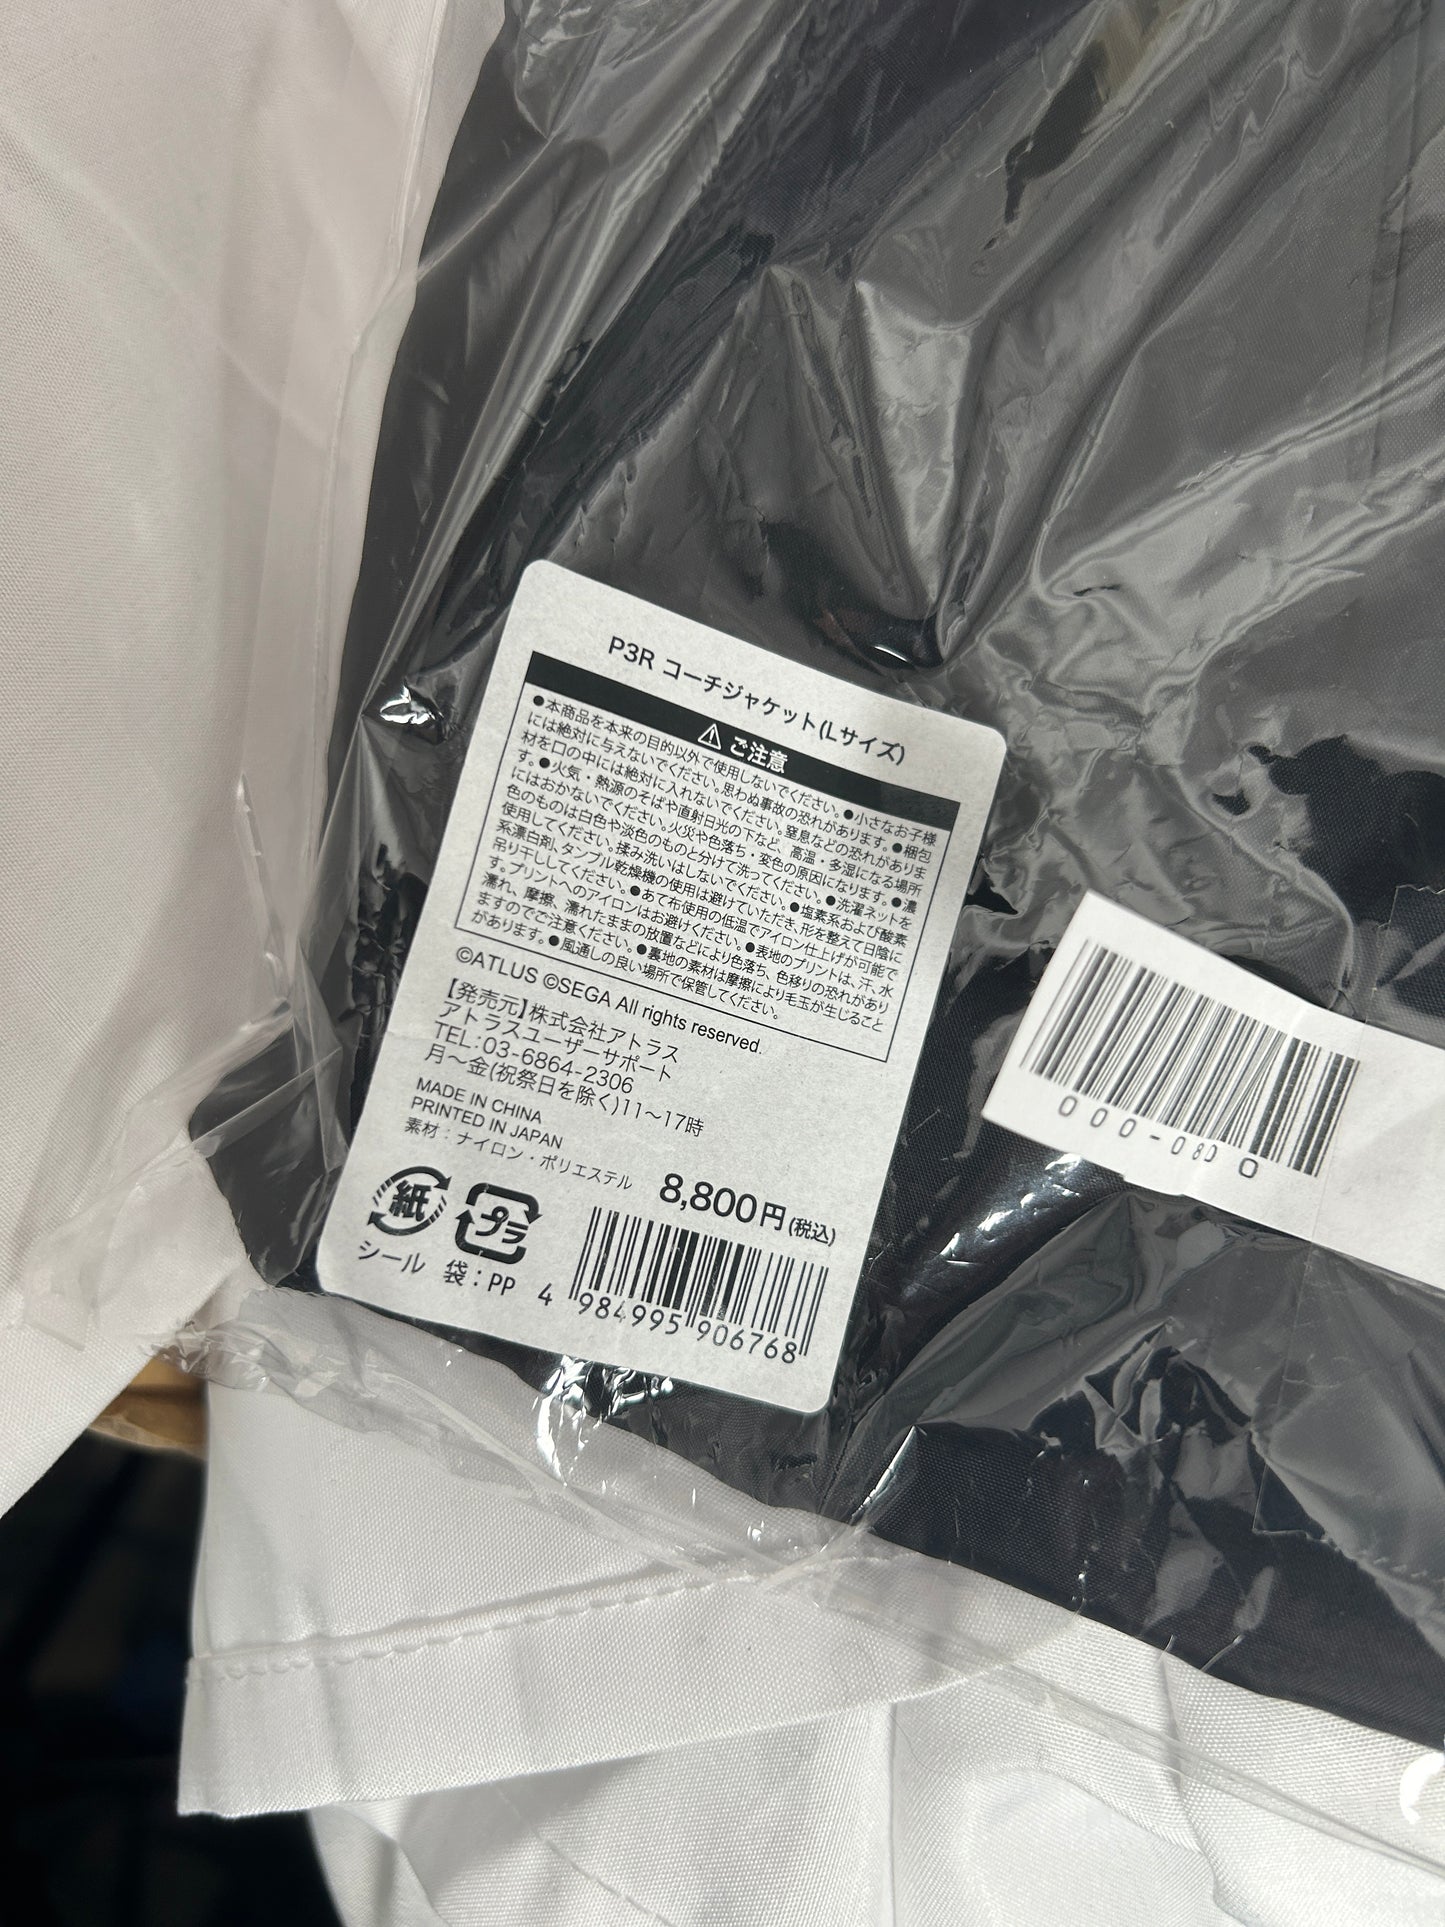 P3R コーチジャケット(Lサイズ)
⚠ ご注意
●本商品を本来の目的以外で使用しないでください。思わぬ事故の恐れがあります。●小さなお子様
には絶対に与えないでください。窒息などの恐れがありま
材を口の中には絶対に入れないでください。●梱包
す。●火気・熱源のそばや直射日光の下など、高温・多湿になる場所
にはおかないでください。火災や色落ち・変色の原因になります。●濃
色のものは白色や淡色のものと分けて洗ってください。●洗濯ネットを
使用してください。揉み洗いはしないでください。●塩素系および酸素
系漂白剤、タンブル乾燥機の使用は避けていただき、形を整えて日陰に
吊り干ししてください。●あて布使用の低温でアイロン仕上げが可能で
す。プリントへのアイロンはお避けください。●表地のプリントは、汗、水
濡れ、摩擦、濡れたままの放置などにより色落ち、色移りの恐れがあり
ますのでご注意ください。●裏地の素材は摩擦により毛玉が生じること
があります。●風通しの良い場所で保管してください。
©ATLUS ©SEGA All rights reserved.
【発売元】株式会社アトラス
アトラスユーザーサポート
TEL:03-6864-2306
月～金(祝祭日を除く)11～17時
MADE IN CHINA
PRINTED IN JAPAN
素材：ナイロン・ポリエステル
8,800円(税込)
紙
プラ
シール 袋：PP
4 984995 906768
000-080 0